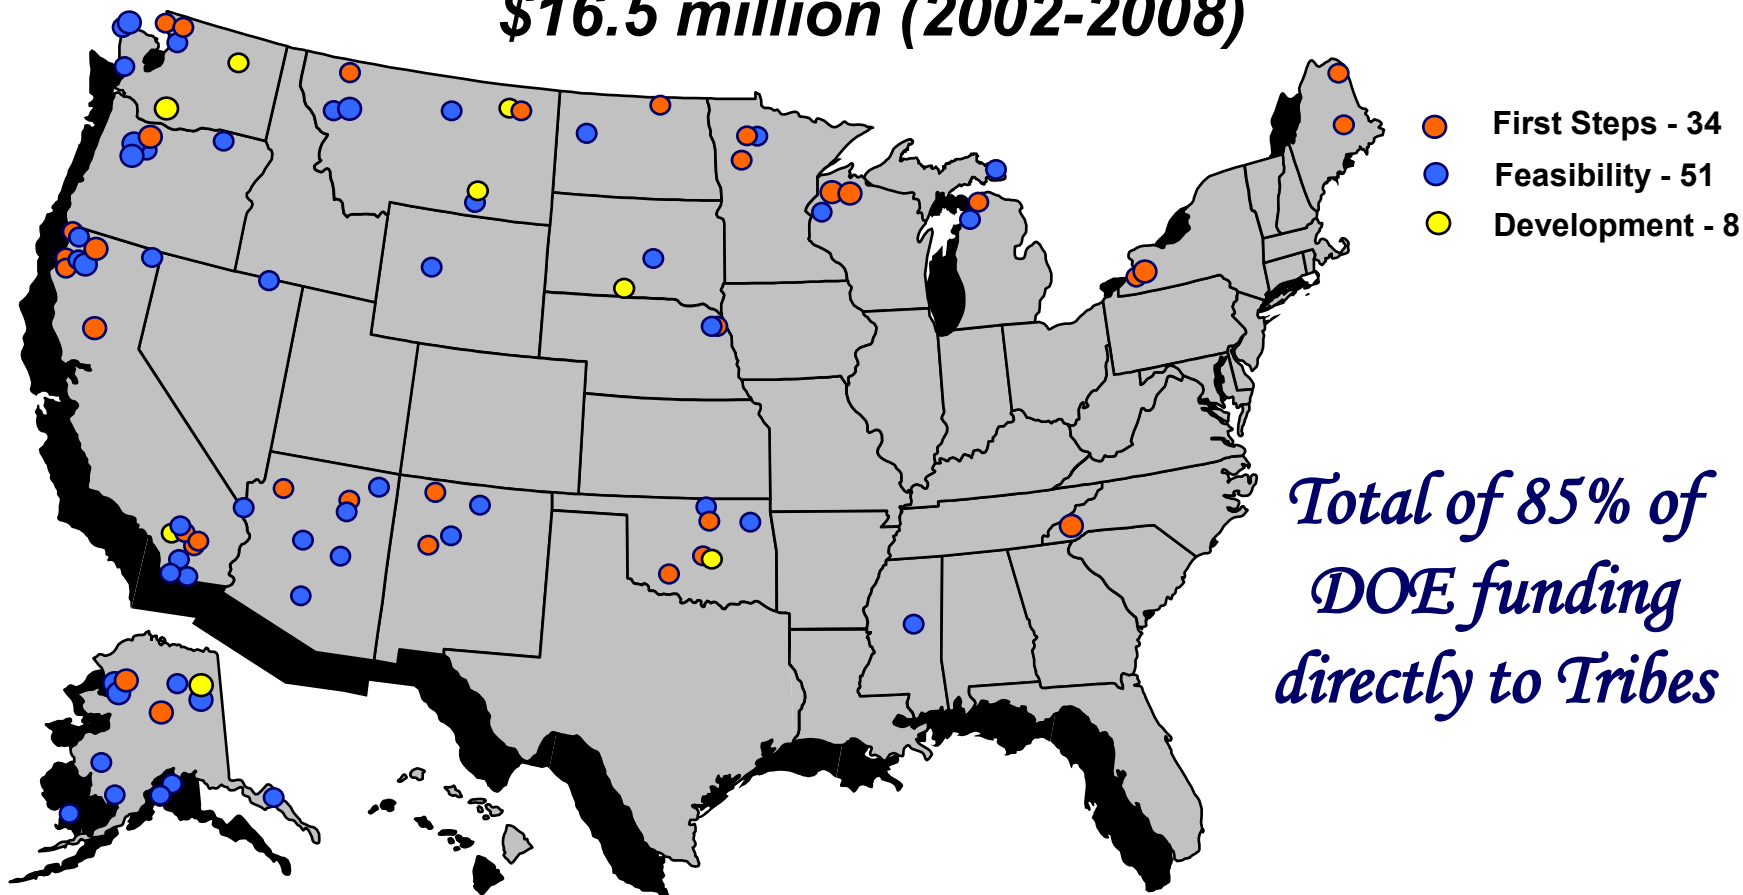 $16.5 million (2002-2008)
First Steps - 34
Feasibility - 51
Development - 8
Total of 85% of
DOE funding
directly to Tribes